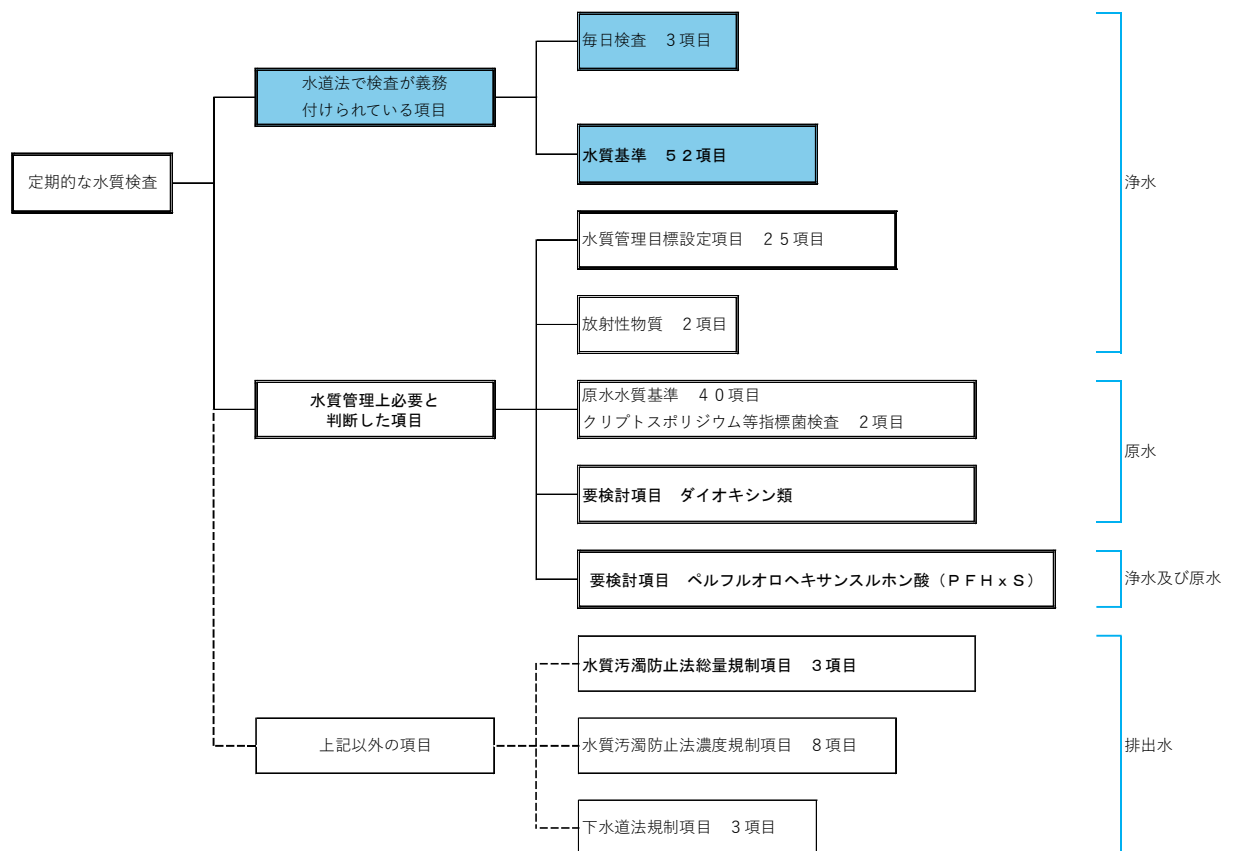 定期的な水質検査
水道法で検査が義務
付けられている項目
毎日検査　3項目
水質基準　５２項目
水質管理上必要と
判断した項目
水質管理目標設定項目　２５項目
放射性物質　２項目
原水水質基準　４０項目
クリプトスポリジウム等指標菌検査　２項目
要検討項目　ダイオキシン類
要検討項目　ペルフルオロヘキサンスルホン酸（ＰＦＨｘＳ）
上記以外の項目
水質汚濁防止法総量規制項目　３項目
水質汚濁防止法濃度規制項目　８項目
下水道法規制項目　３項目
浄水
原水
浄水及び原水
排出水